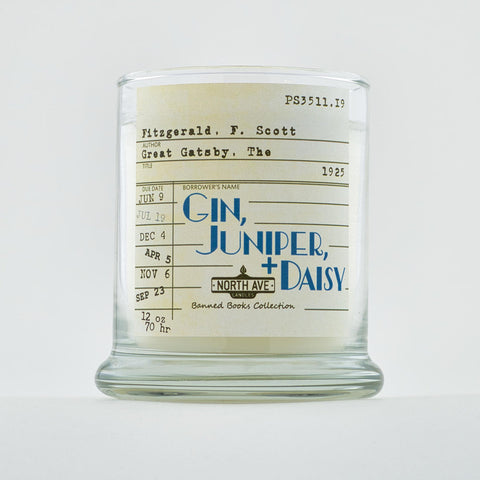 PS3511.I9
Fitzgerald, F. Scott
AUTHOR
Great Gatsby, The
TITLE
1925
DUE DATE
BORROWER'S NAME
JUN 9
JUL 19
DEC 4
APR 5
NOV 6
SEP 23
GIN,
JUNIPER,
+DAISY
NORTH AVE
CANDLES
Banned Books Collection
12 oz
70 hr